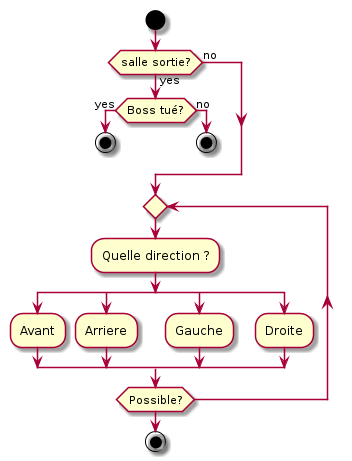 salle sortie?
no
yes
yes
Boss tué?
no
Quelle direction ?
Avant
Arriere
Gauche
Droite
Possible?